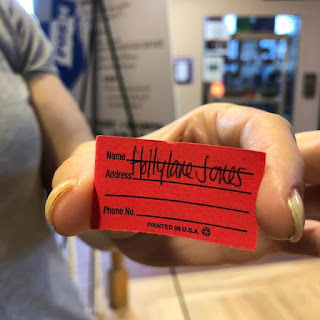 Name
Hollylane Jones
Address
Phone No.
PRINTED IN U.S.A.